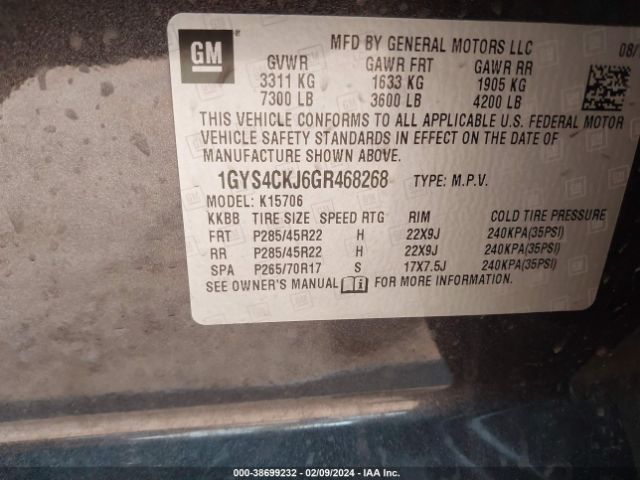 GM
MFD BY GENERAL MOTORS LLC 08/
GVWR GAWR FRT GAWR RR
3311 KG 1633 KG 1905 KG
7300 LB 3600 LB 4200 LB
THIS VEHICLE CONFORMS TO ALL APPLICABLE U.S. FEDERAL MOTOR
VEHICLE SAFETY STANDARDS IN EFFECT ON THE DATE OF
MANUFACTURE SHOWN ABOVE.
1GYS4CKJ6GR468268 TYPE: M.P.V.
MODEL: K15706
KKBB TIRE SIZE SPEED RTG RIM COLD TIRE PRESSURE
FRT P285/45R22 H 22X9J 240KPA(35PSI)
RR P285/45R22 H 22X9J 240KPA(35PSI)
SPA P265/70R17 S 17X7.5J 240KPA(35PSI)
SEE OWNER'S MANUAL FOR MORE INFORMATION.
000-38699232 - 02/09/2024 - IAA Inc.